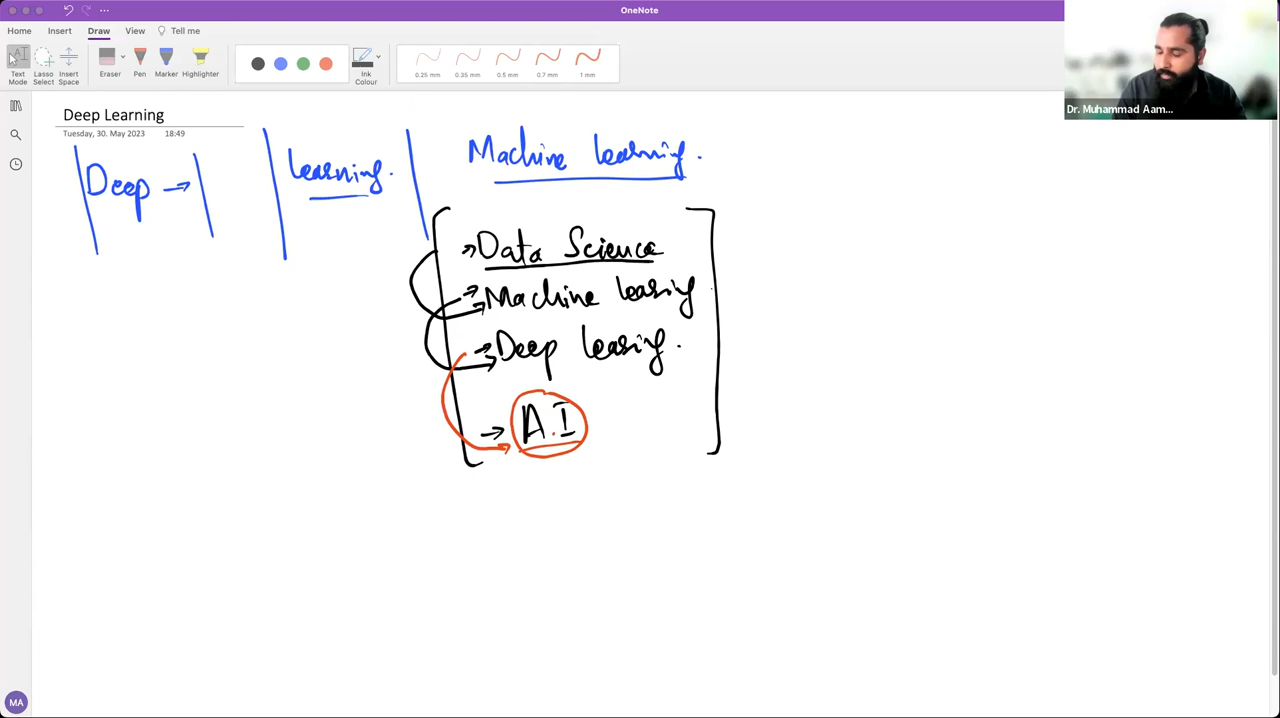 OneNote
Home Insert Draw View Tell me
Text Mode
Lasso Select
Insert Space
Eraser
Pen
Marker
Highlighter
Ink Colour
0.25 mm
0.35 mm
0.5 mm
0.7 mm
1 mm
Dr. Muhammad Aam...
Deep Learning
Tuesday, 30. May 2023 18:49
Deep → learning. Machine learning.
→ Data Science
→ Machine learing
→ Deep learing.
→ A.I
MA